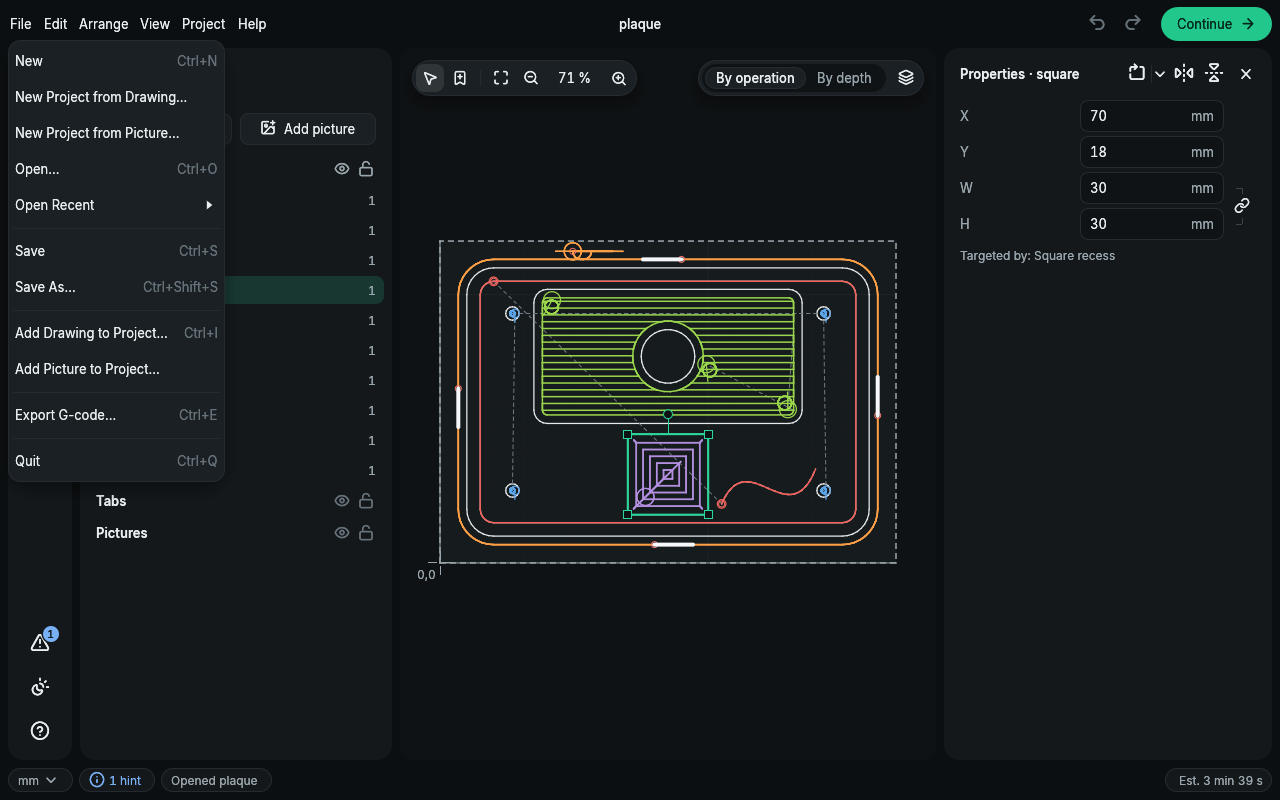 File Edit Arrange View Project Help
plaque
Continue
New Ctrl+N
New Project from Drawing...
New Project from Picture...
Open... Ctrl+O
Open Recent
Save Ctrl+S
Save As... Ctrl+Shift+S
Add Drawing to Project... Ctrl+I
Add Picture to Project...
Export G-code... Ctrl+E
Quit Ctrl+Q
Add picture
1
1
1
1
1
1
1
1
1
1
Tabs
Pictures
1
71 %
By operation By depth
0,0
Properties · square
X 70 mm
Y 18 mm
W 30 mm
H 30 mm
Targeted by: Square recess
mm
1 hint
Opened plaque
Est. 3 min 39 s